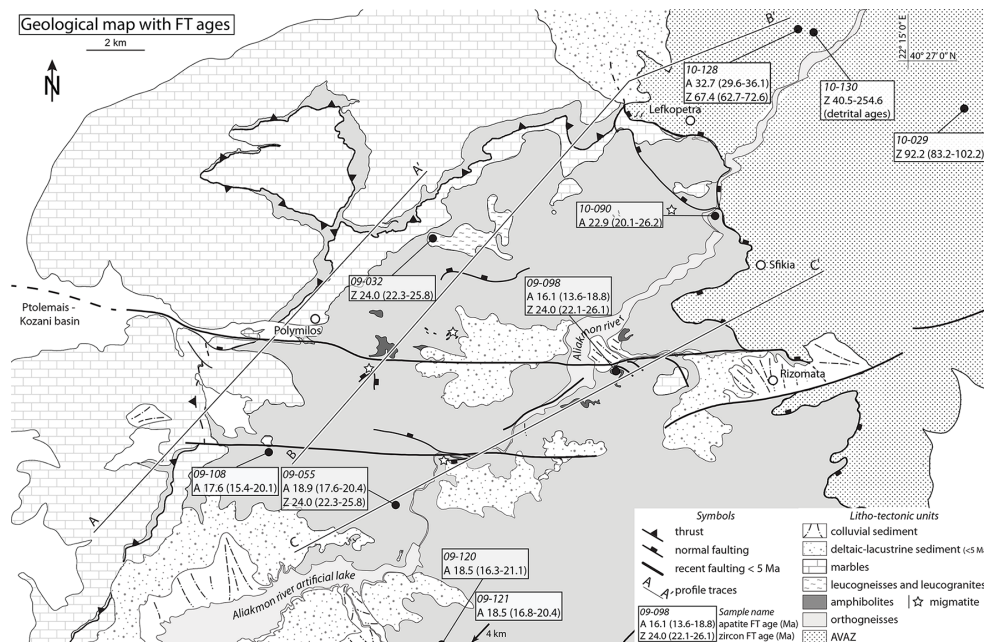 Geological map with FT ages
2 km
N
B'
22° 15' 0" E
40° 27' 0" N
10-128
A 32.7 (29.6-36.1)
Z 67.4 (62.7-72.6)
10-130
Z 40.5-254.6
(detrital ages)
Lefkopetra
10-029
Z 92.2 (83.2-102.2)
A'
10-090
A 22.9 (20.1-26.2)
Sfikia
C'
09-032
Z 24.0 (22.3-25.8)
09-098
A 16.1 (13.6-18.8)
Z 24.0 (22.1-26.1)
Ptolemais -
Kozani basin
Polymilos
Aliakmon river
Rizomata
B
09-108
A 17.6 (15.4-20.1)
09-055
A 18.9 (17.6-20.4)
Z 24.0 (22.3-25.8)
A
C
Aliakmon river artificial lake
09-120
A 18.5 (16.3-21.1)
09-121
A 18.5 (16.8-20.4)
4 km
Symbols
thrust
normal faulting
recent faulting < 5 Ma
A A' profile traces
09-098 Sample name
A 16.1 (13.6-18.8) apatite FT age (Ma)
Z 24.0 (22.1-26.1) zircon FT age (Ma)
Litho-tectonic units
colluvial sediment
deltaic-lacustrine sediment (<5 M
marbles
leucogneisses and leucogranites
amphibolites migmatite
orthogneisses
AVAZ